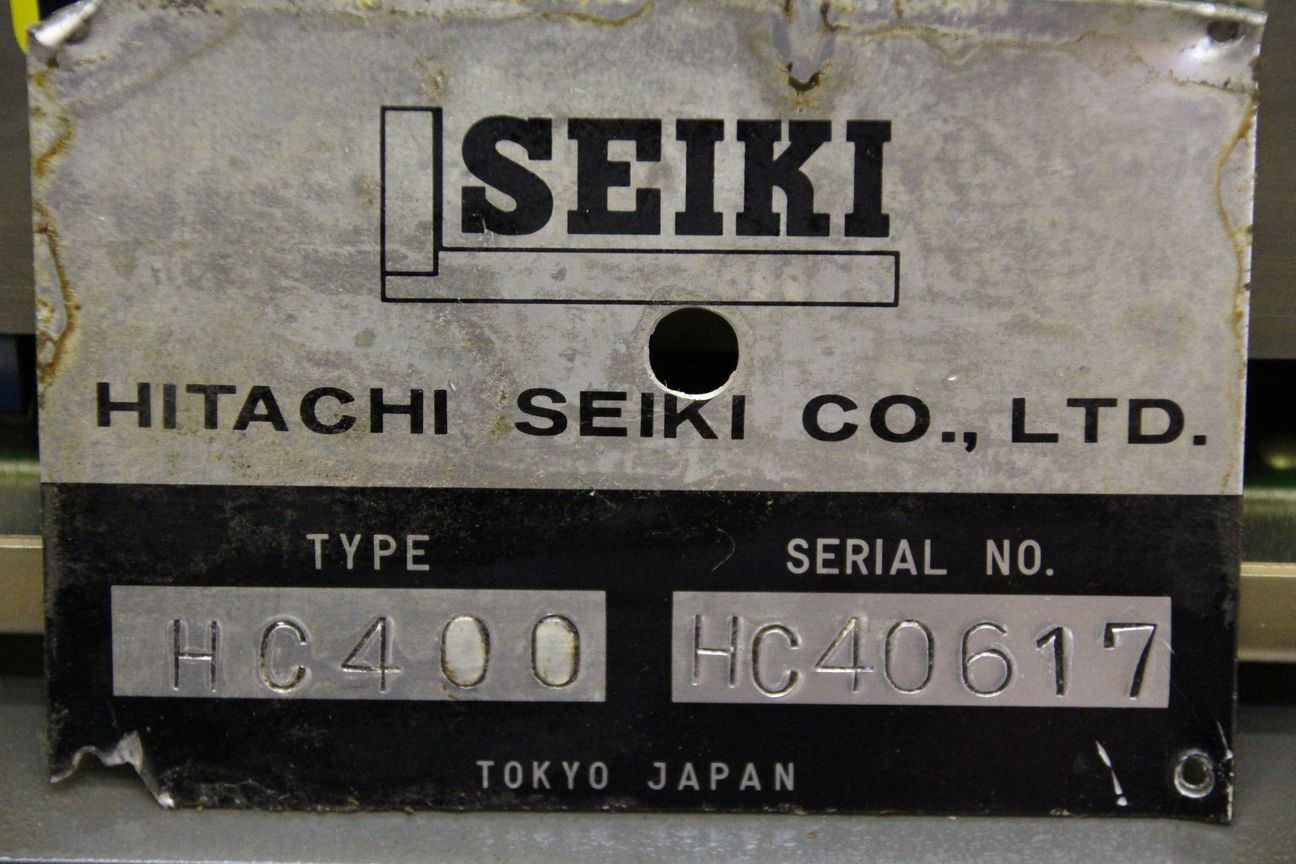 SEIKI
HITACHI SEIKI CO., LTD.
TYPE SERIAL NO.
HC400 HC40617
TOKYO JAPAN